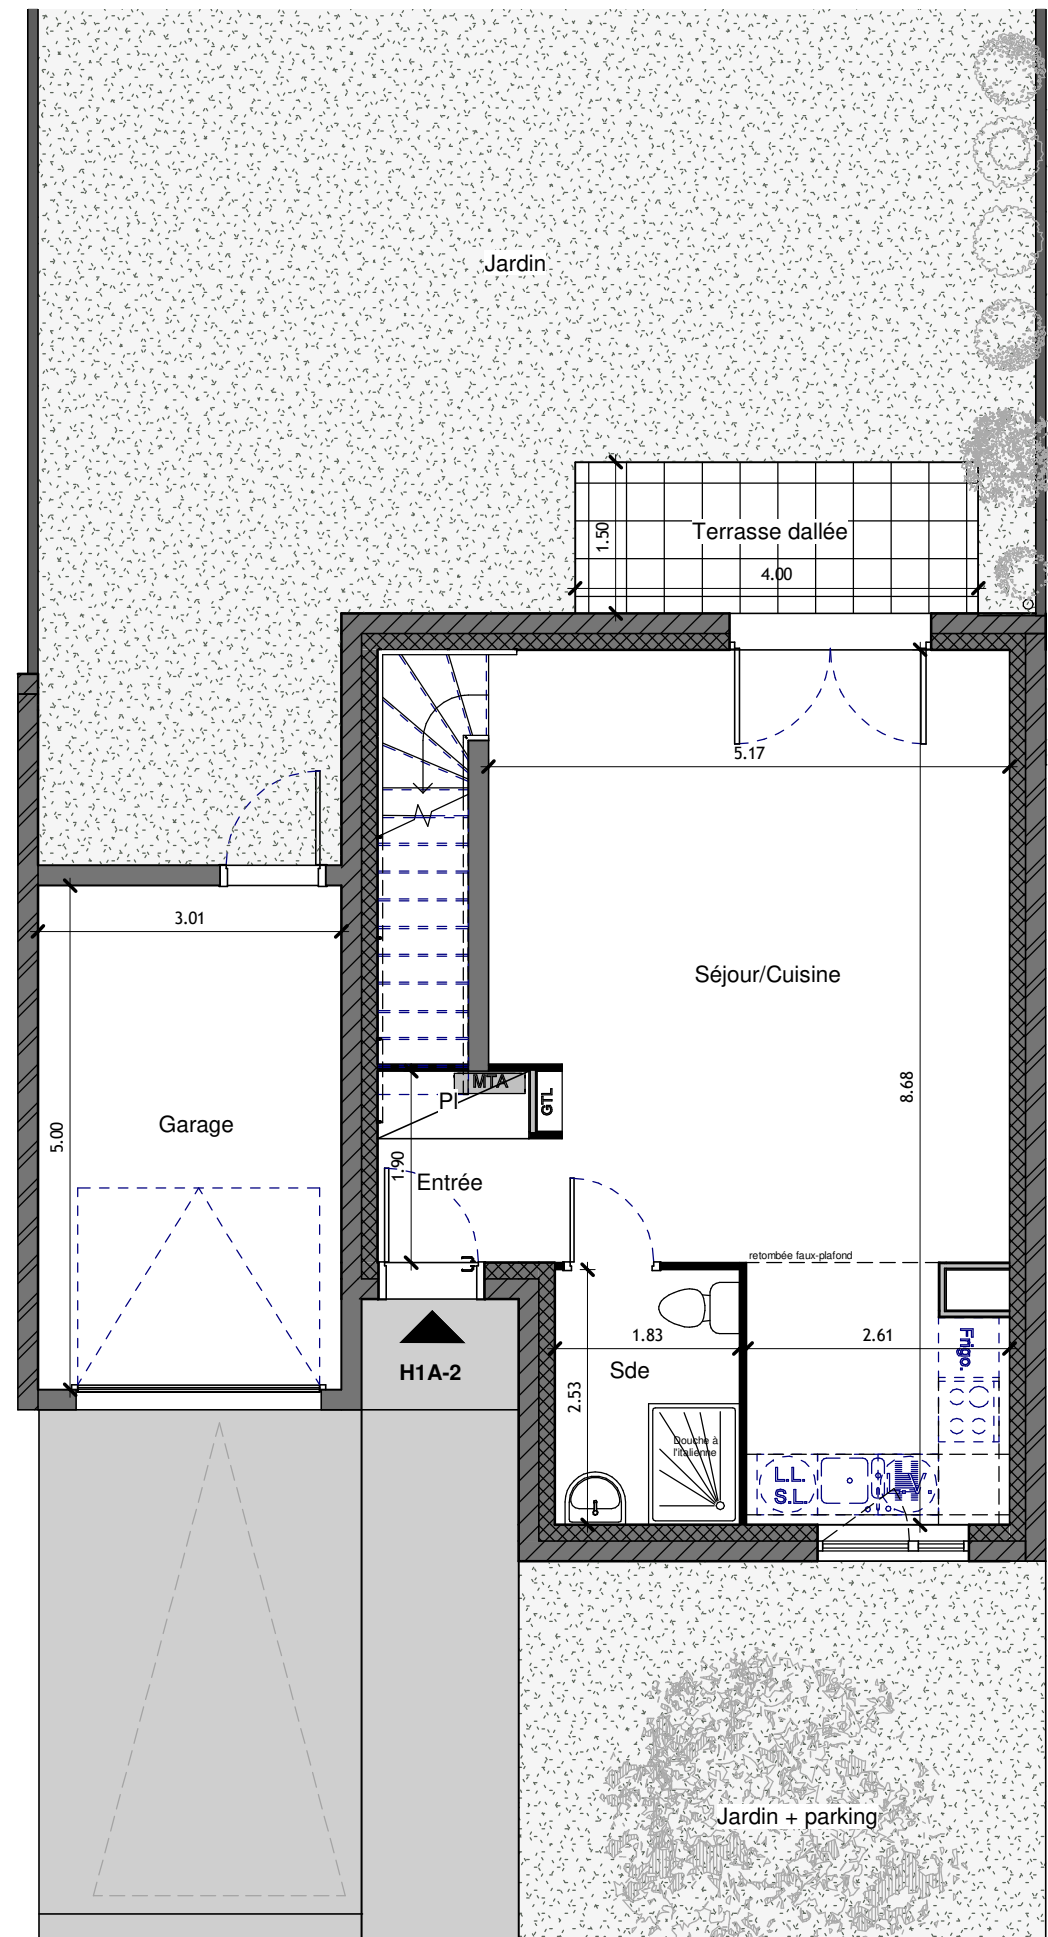 Jardin
1.50
Terrasse dallée
4.00
5.17
3.01
Séjour/Cuisine
MTA
Pl
GTL
8.68
Garage
5.00
1.90
Entrée
retombée faux-plafond
1.83
2.61
Frigo.
H1A-2
Sde
2.53
Douche à
l'italienne
L.L.
S.L.
L.V.
Jardin + parking